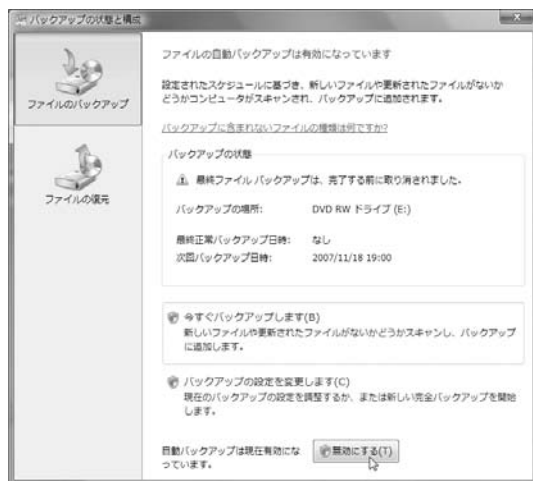 バックアップの状態と構成
ファイルのバックアップ
ファイルの復元
ファイルの自動バックアップは有効になっています
設定されたスケジュールに基づき、新しいファイルや更新されたファイルがないか
どうかコンピュータがスキャンされ、バックアップに追加されます。
バックアップに含まれないファイルの種類は何ですか?
バックアップの状態
最終ファイル バックアップは、完了する前に取り消されました。
バックアップの場所: DVD RW ドライブ (E:)
最終正常バックアップ日時: なし
次回バックアップ日時: 2007/11/18 19:00
今すぐバックアップします(B)
新しいファイルや更新されたファイルがないかどうかスキャンし、バックアップ
に追加します。
バックアップの設定を変更します(C)
現在のバックアップの設定を調整するか、または新しい完全バックアップを開始
します。
自動バックアップは現在有効にな
っています。
無効にする(T)